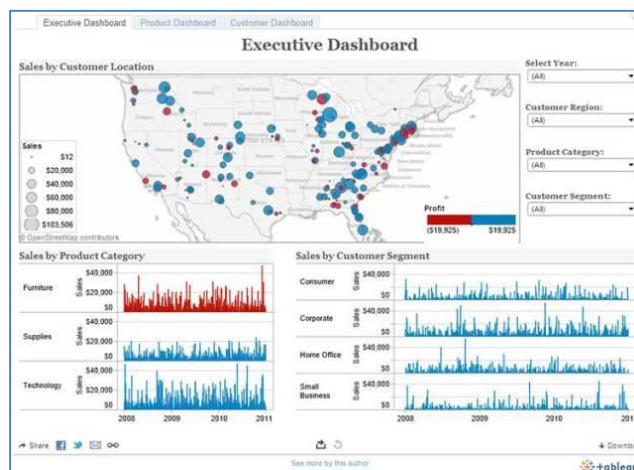 Executive Dashboard
Product Dashboard
Customer Dashboard
Executive Dashboard
Sales by Customer Location
Select Year:
(All)
Customer Region:
(All)
Product Category:
(All)
Customer Segment:
(All)
Sales
$12
$20,000
$40,000
$60,000
$80,000
$103,506
© OpenStreetMap contributors
Profit
($19,925)
$19,925
Sales by Product Category
Furniture
Sales
$40,000
$20,000
$0
Supplies
Sales
$40,000
$20,000
$0
Technology
Sales
$40,000
$20,000
$0
2008
2009
2010
2011
Sales by Customer Segment
Consumer
Sales
$40,000
$0
Corporate
Sales
$40,000
$0
Home Office
Sales
$40,000
$0
Small
Business
Sales
$40,000
$0
2008
2009
2010
Share
Downlo
See more by this author
+ableau